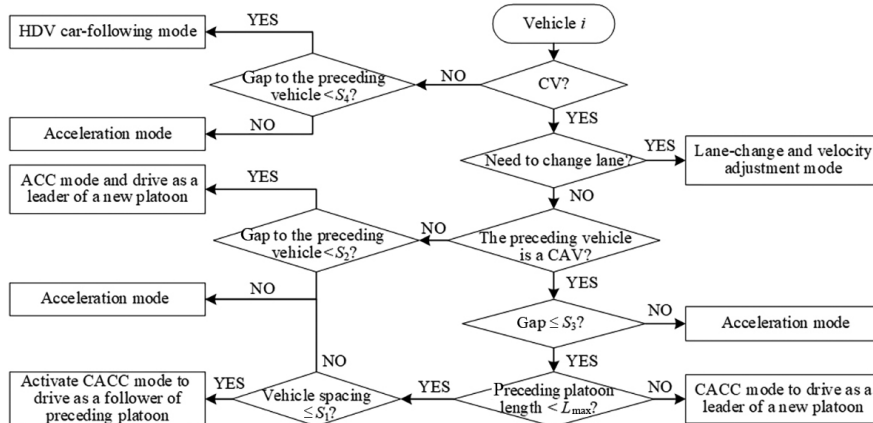 Vehicle i
CV?
NO
YES
Gap to the preceding
vehicle < S4?
YES
HDV car-following mode
NO
Acceleration mode
Need to change lane?
YES
Lane-change and velocity
adjustment mode
NO
The preceding vehicle
is a CAV?
NO
Gap to the preceding
vehicle < S2?
YES
ACC mode and drive as a
leader of a new platoon
NO
Acceleration mode
YES
Gap ≤ S3?
NO
Acceleration mode
YES
Preceding platoon
length < Lmax?
NO
CACC mode to drive as a
leader of a new platoon
YES
Vehicle spacing
≤ S1?
NO
YES
Activate CACC mode to
drive as a follower of
preceding platoon